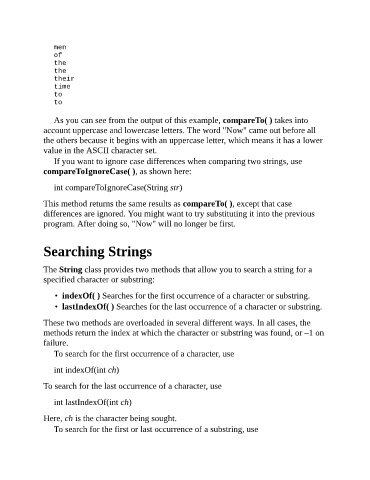 men
of
the
the
their
time
to
to
As you can see from the output of this example, compareTo( ) takes into
account uppercase and lowercase letters. The word "Now" came out before all
the others because it begins with an uppercase letter, which means it has a lower
value in the ASCII character set.
If you want to ignore case differences when comparing two strings, use
compareToIgnoreCase( ), as shown here:
int compareToIgnoreCase(String str)
This method returns the same results as compareTo( ), except that case
differences are ignored. You might want to try substituting it into the previous
program. After doing so, "Now" will no longer be first.
Searching Strings
The String class provides two methods that allow you to search a string for a
specified character or substring:
• indexOf( ) Searches for the first occurrence of a character or substring.
• lastIndexOf( ) Searches for the last occurrence of a character or substring.
These two methods are overloaded in several different ways. In all cases, the
methods return the index at which the character or substring was found, or –1 on
failure.
To search for the first occurrence of a character, use
int indexOf(int ch)
To search for the last occurrence of a character, use
int lastIndexOf(int ch)
Here, ch is the character being sought.
To search for the first or last occurrence of a substring, use